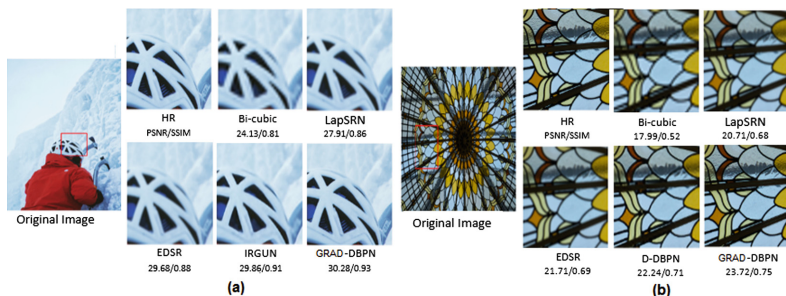 HR
PSNR/SSIM
Bi-cubic
24.13/0.81
LapSRN
27.91/0.86
Original Image
EDSR
29.68/0.88
IRGUN
29.86/0.91
GRAD-DBPN
30.28/0.93
(a)
HR
PSNR/SSIM
Bi-cubic
17.99/0.52
LapSRN
20.71/0.68
Original Image
EDSR
21.71/0.69
D-DBPN
22.24/0.71
GRAD-DBPN
23.72/0.75
(b)